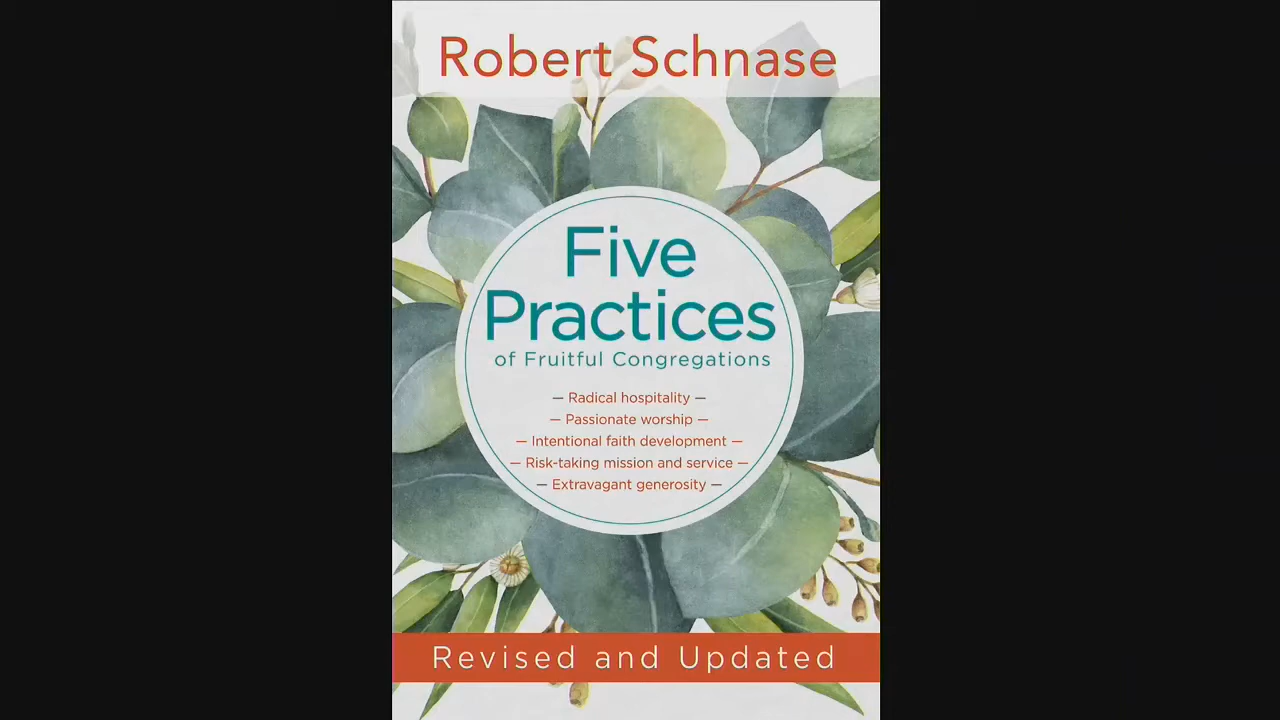 Robert Schnase
Five
Practices
of Fruitful Congregations
— Radical hospitality —
— Passionate worship —
— Intentional faith development —
— Risk-taking mission and service —
— Extravagant generosity —
Revised and Updated